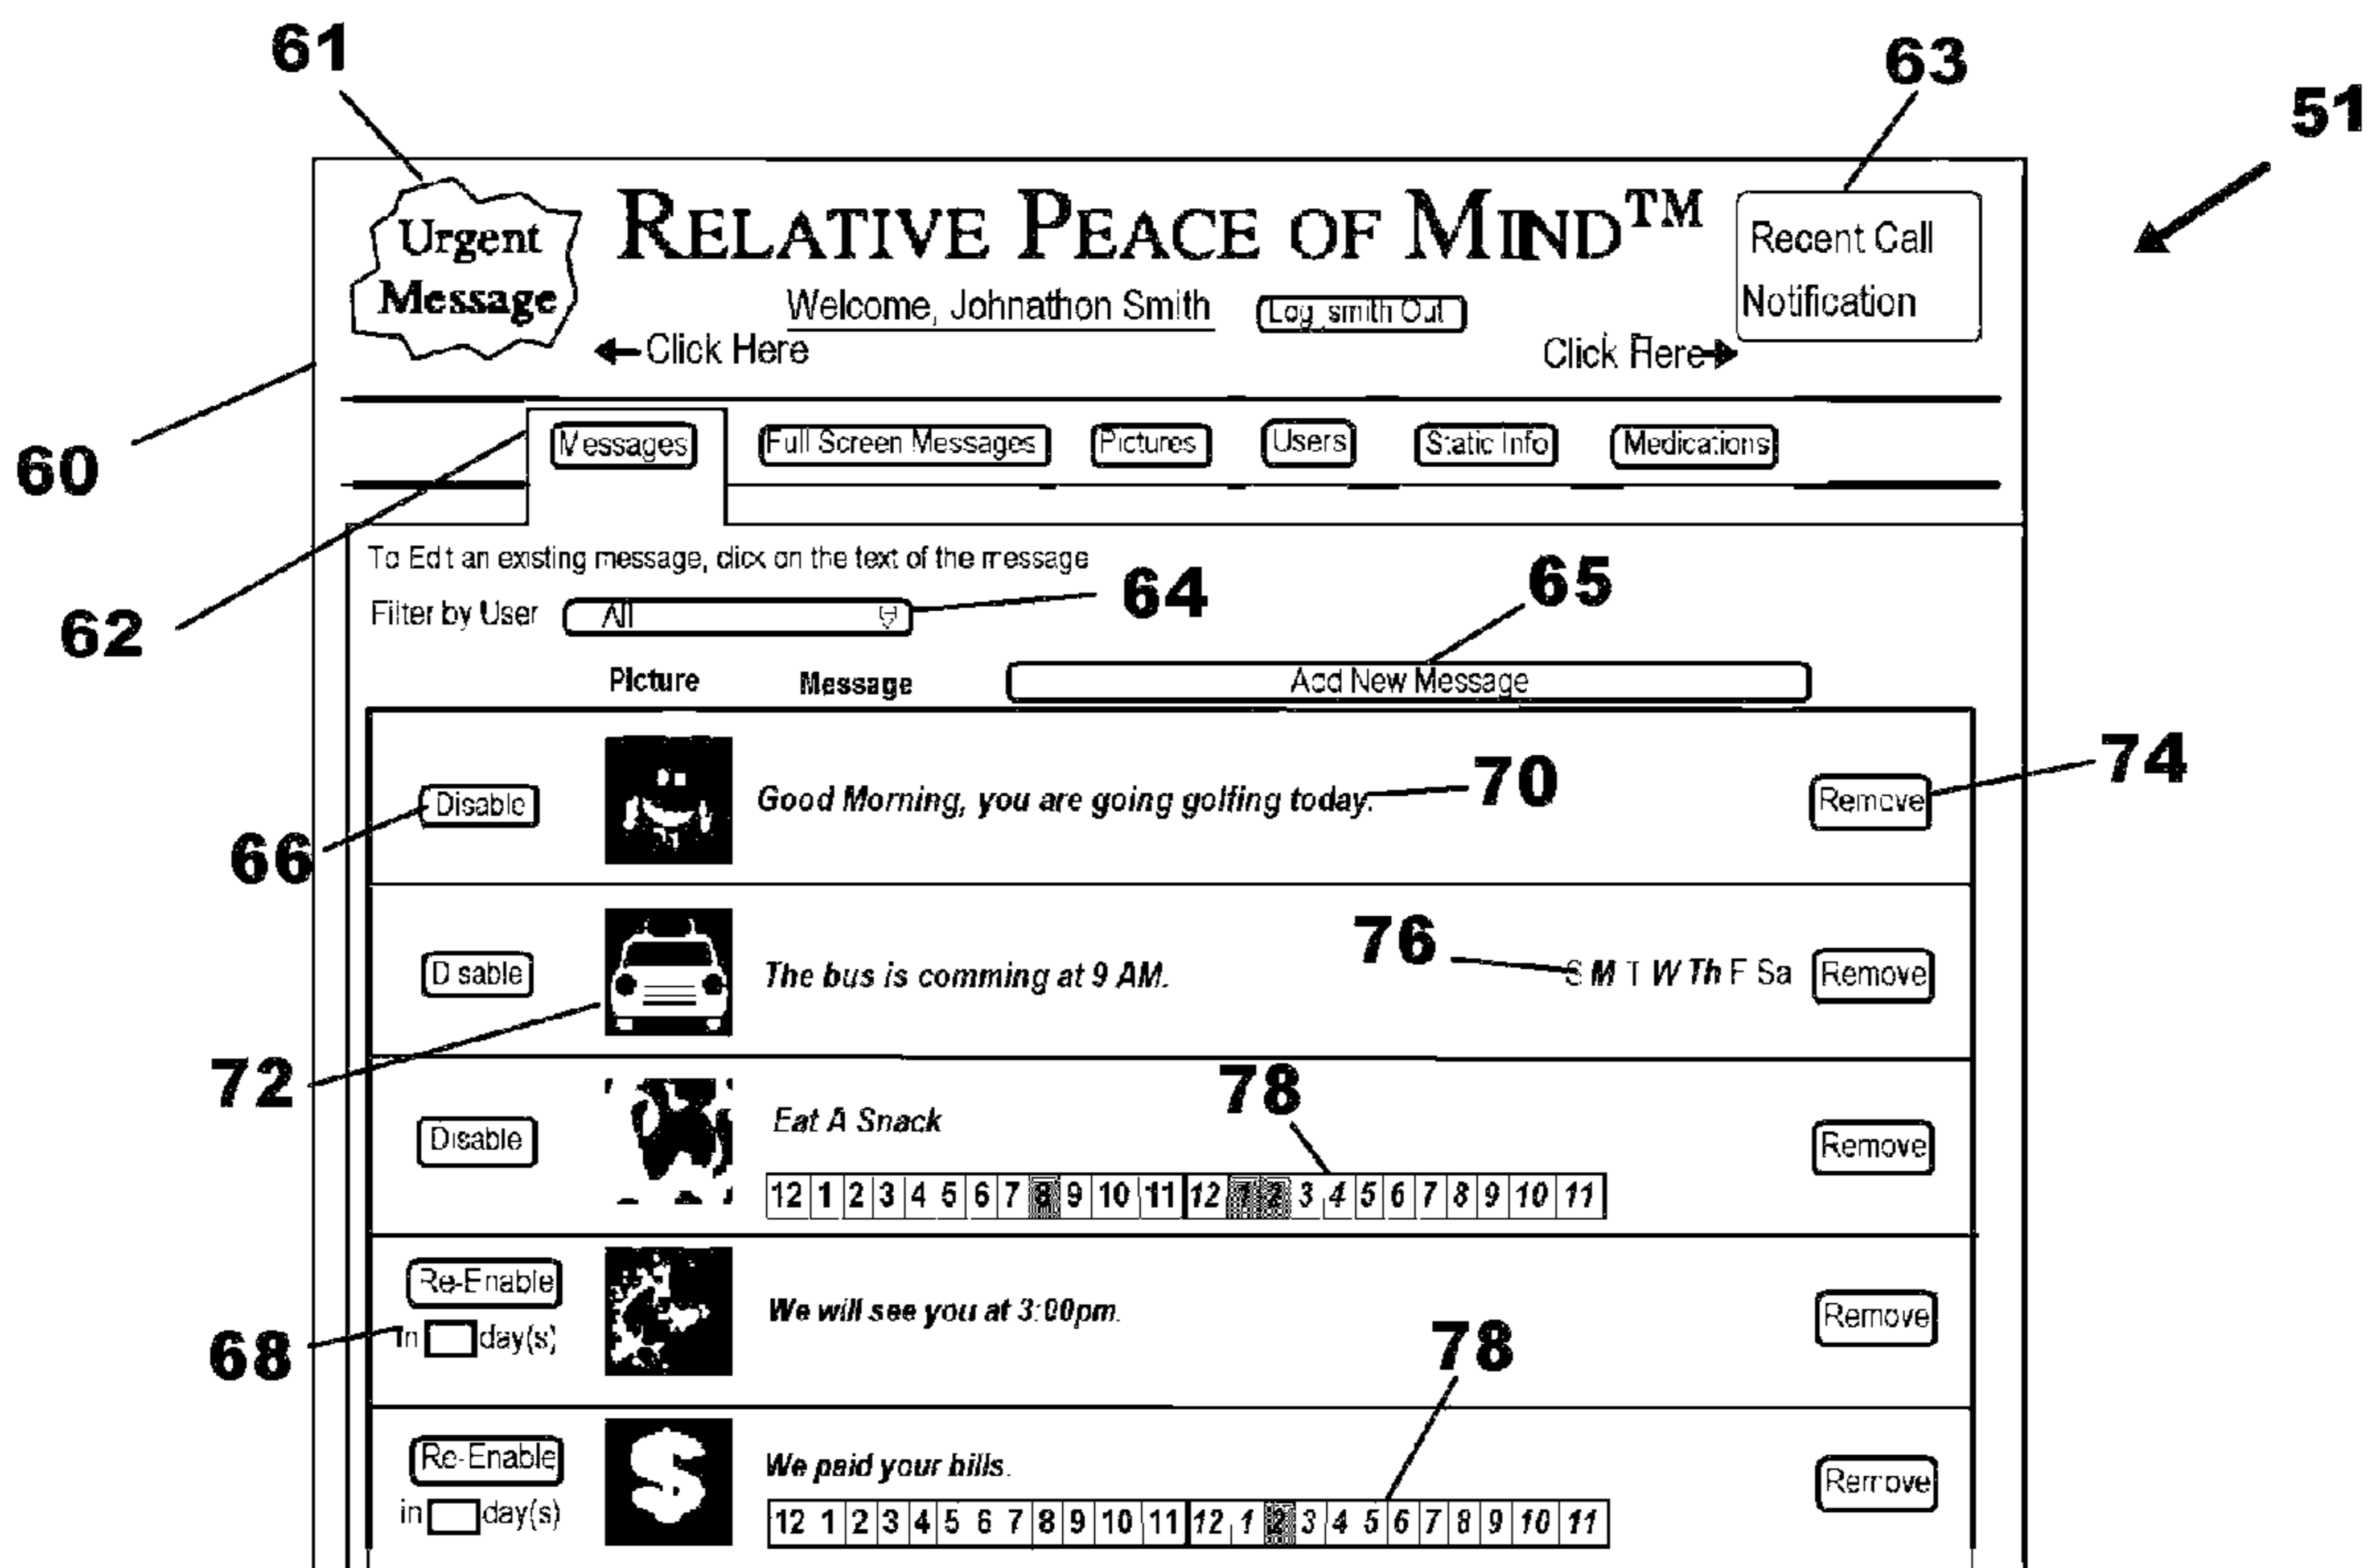 61
63
51
Urgent
Message
RELATIVE PEACE OF MIND™
Recent Call
Notification
Welcome, Johnathon Smith
Log smith Out
←Click Here
Click Here→
60
Messages Full Screen Messages Pictures Users Static Info Medications
To Edit an existing message, click on the text of the message
62
Filter by User All 64
65
Picture Message Add New Message
66 Disable Good Morning, you are going golfing today. 70 Remove 74
Disable The bus is comming at 9 AM. 76 S M T W Th F Sa Remove
72
78
Disable Eat A Snack Remove
12 1 2 3 4 5 6 7 8 9 10 11 12 1 2 3 4 5 6 7 8 9 10 11
Re-Enable We will see you at 3:00pm. Remove
68 in day(s)
78
Re-Enable We paid your bills. Remove
in day(s) 12 1 2 3 4 5 6 7 8 9 10 11 12 1 2 3 4 5 6 7 8 9 10 11